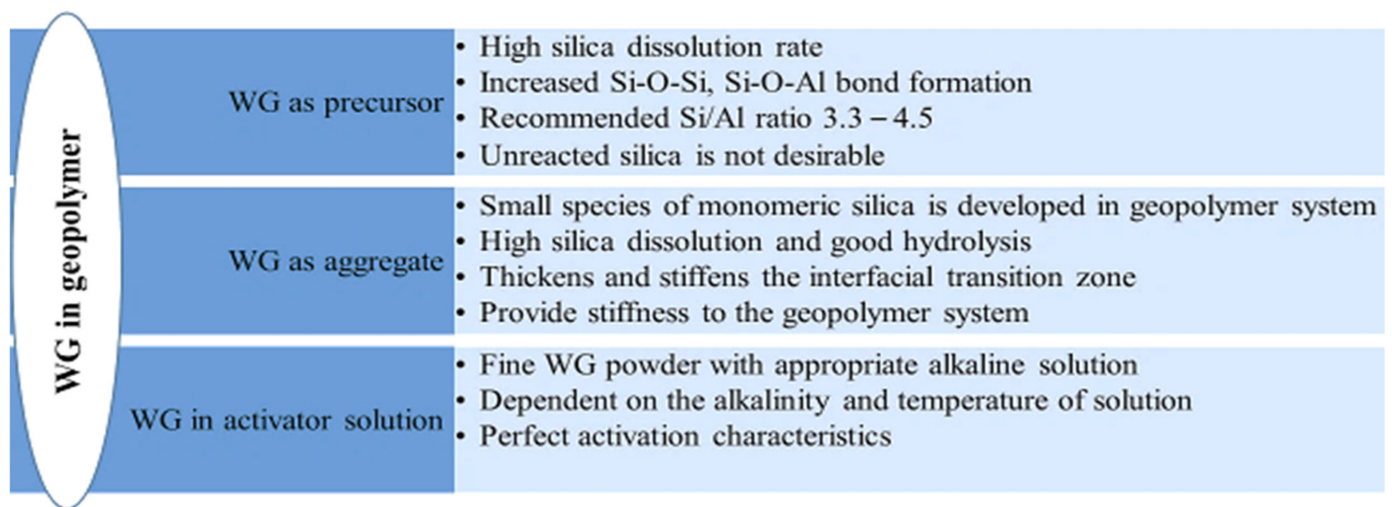 WG in geopolymer
WG as precursor
• High silica dissolution rate
• Increased Si-O-Si, Si-O-Al bond formation
• Recommended Si/Al ratio 3.3 – 4.5
• Unreacted silica is not desirable
WG as aggregate
• Small species of monomeric silica is developed in geopolymer system
• High silica dissolution and good hydrolysis
• Thickens and stiffens the interfacial transition zone
• Provide stiffness to the geopolymer system
WG in activator solution
• Fine WG powder with appropriate alkaline solution
• Dependent on the alkalinity and temperature of solution
• Perfect activation characteristics